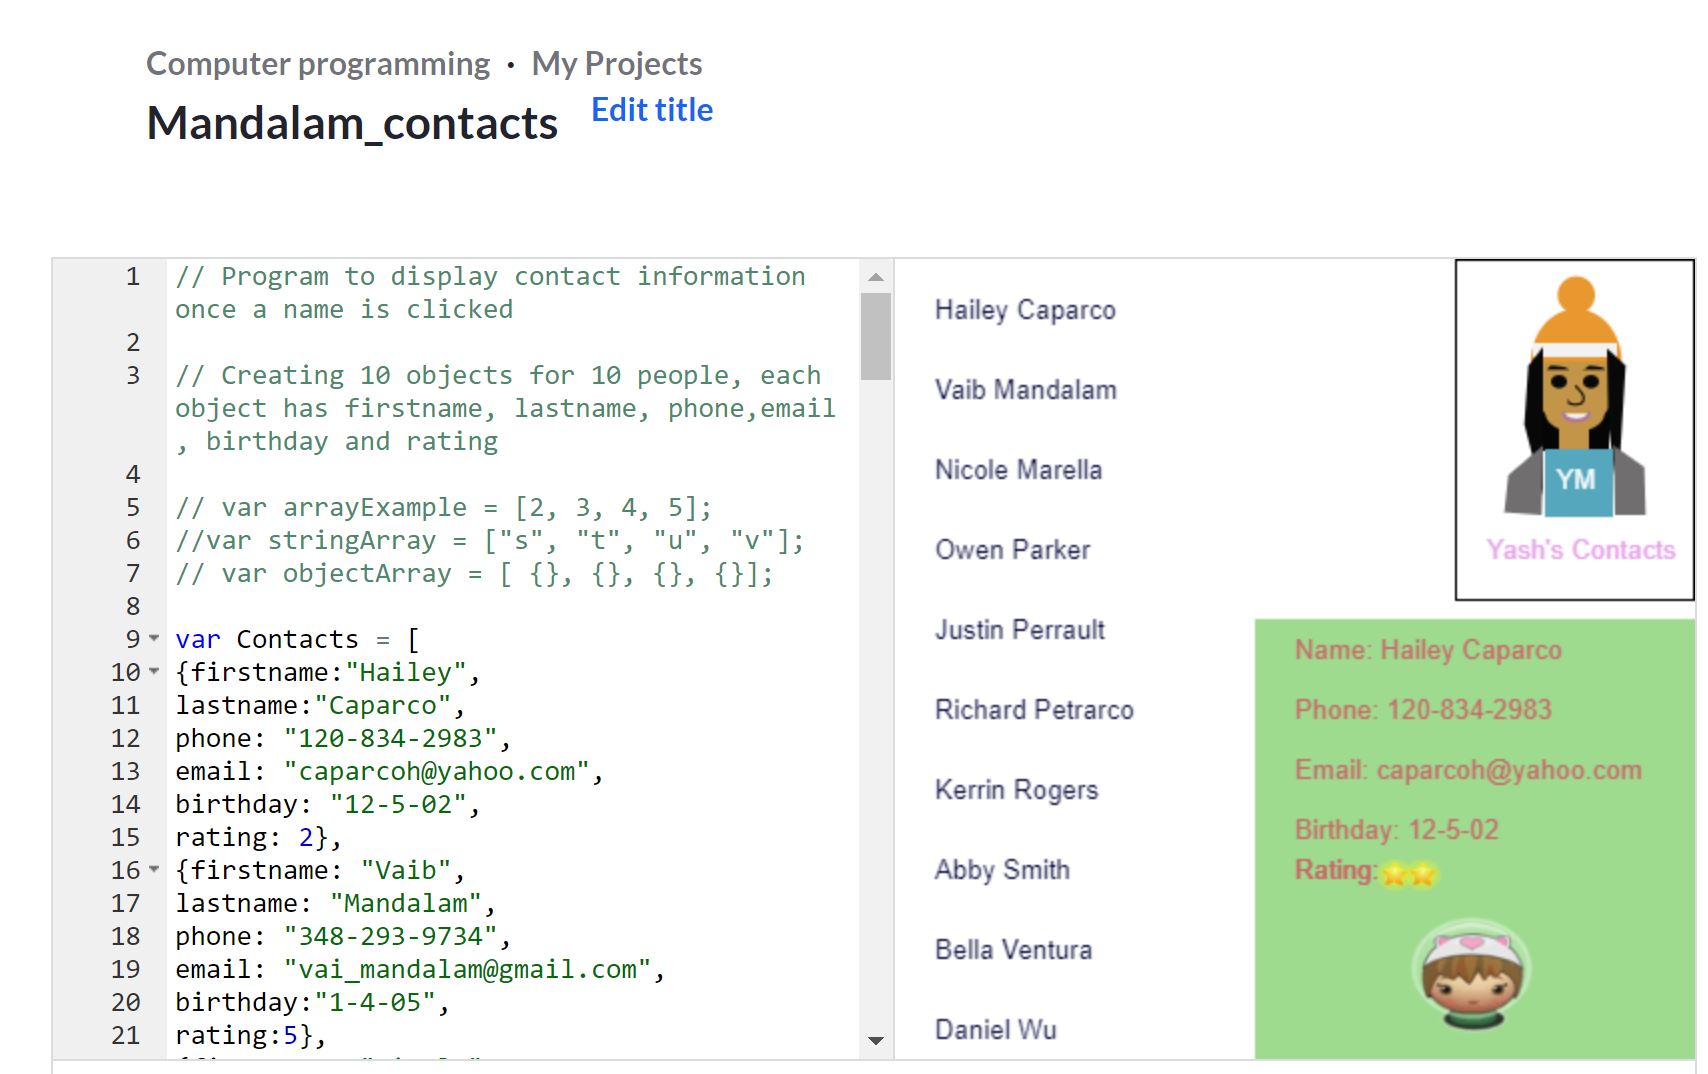 Computer programming · My Projects
Mandalam_contacts Edit title
1 // Program to display contact information
once a name is clicked
2
3 // Creating 10 objects for 10 people, each
object has firstname, lastname, phone,email
, birthday and rating
4
5 // var arrayExample = [2, 3, 4, 5];
6 //var stringArray = ["s", "t", "u", "v"];
7 // var objectArray = [ {}, {}, {}, {}];
8
9 var Contacts = [
10 {firstname:"Hailey",
11 lastname:"Caparco",
12 phone: "120-834-2983",
13 email: "caparcoh@yahoo.com",
14 birthday: "12-5-02",
15 rating: 2},
16 {firstname: "Vaib",
17 lastname: "Mandalam",
18 phone: "348-293-9734",
19 email: "vai_mandalam@gmail.com",
20 birthday:"1-4-05",
21 rating:5},
Hailey Caparco
Vaib Mandalam
Nicole Marella
Owen Parker
Justin Perrault
Richard Petrarco
Kerrin Rogers
Abby Smith
Bella Ventura
Daniel Wu
YM
Yash's Contacts
Name: Hailey Caparco
Phone: 120-834-2983
Email: caparcoh@yahoo.com
Birthday: 12-5-02
Rating: